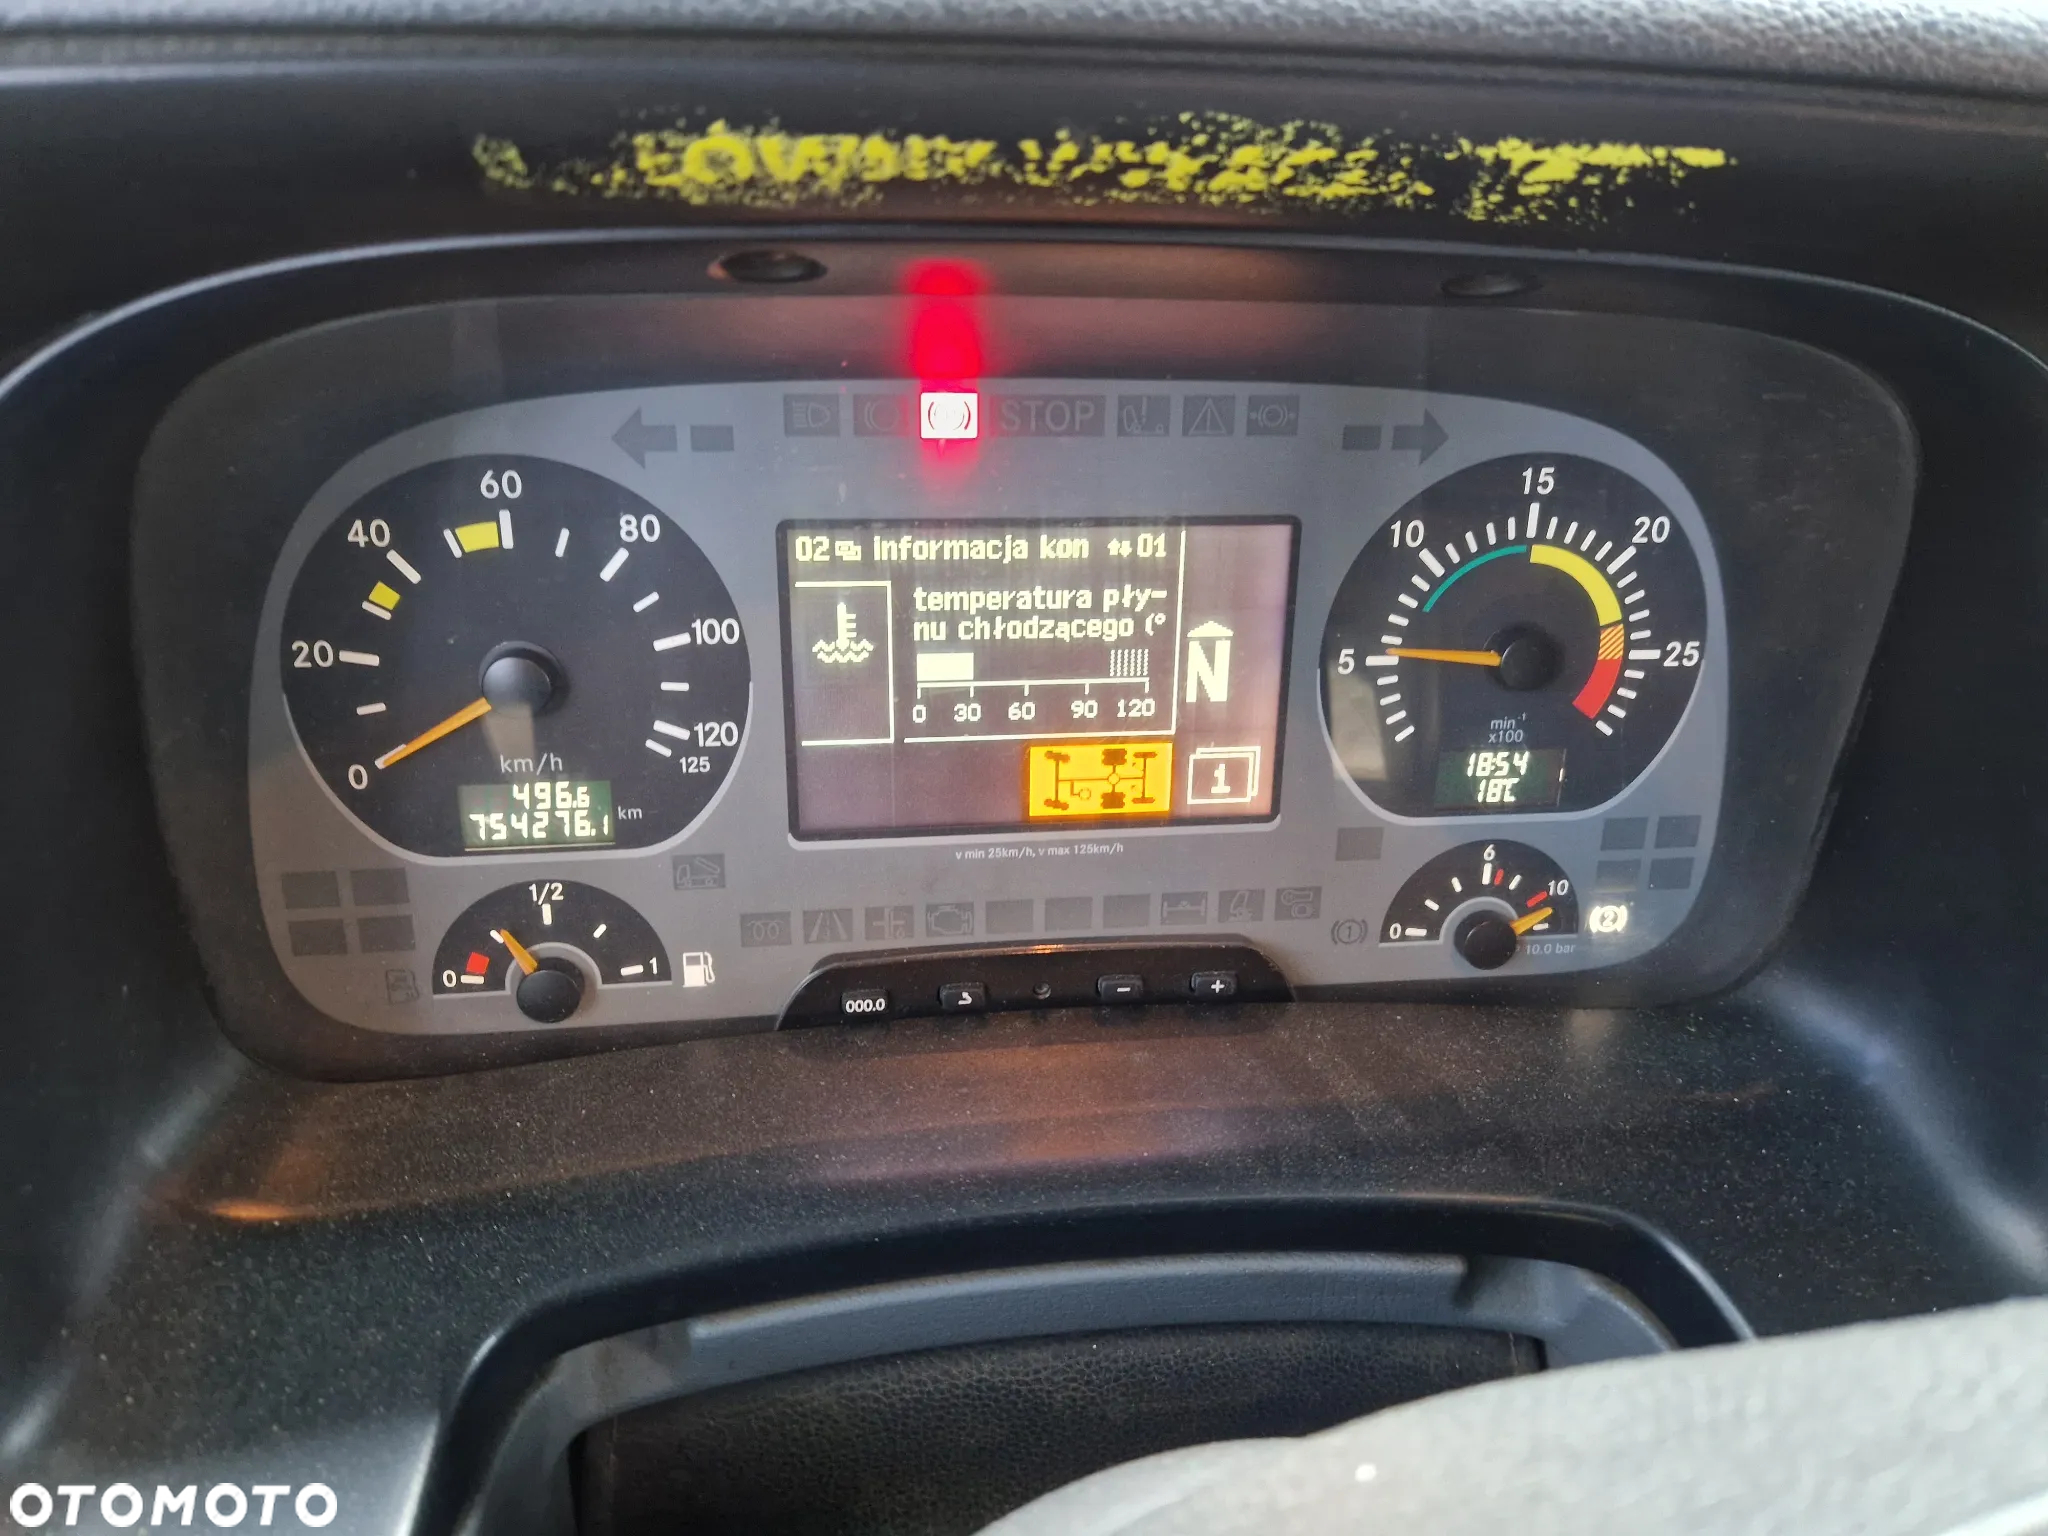 STOP
60
40
80
20
100
0
120
125
km/h
496.6
754276.1
km
02 informacja kon 01
temperatura pły-
nu chłodzącego (°
0 30 60 90 120
N
i
v min 25km/h, v max 125km/h
15
10
20
5
25
min⁻¹
x100
18:54
18°C
1/2
0
1
6
0
10
10.0 bar
1
2
000.0
-
+
OTOMOTO